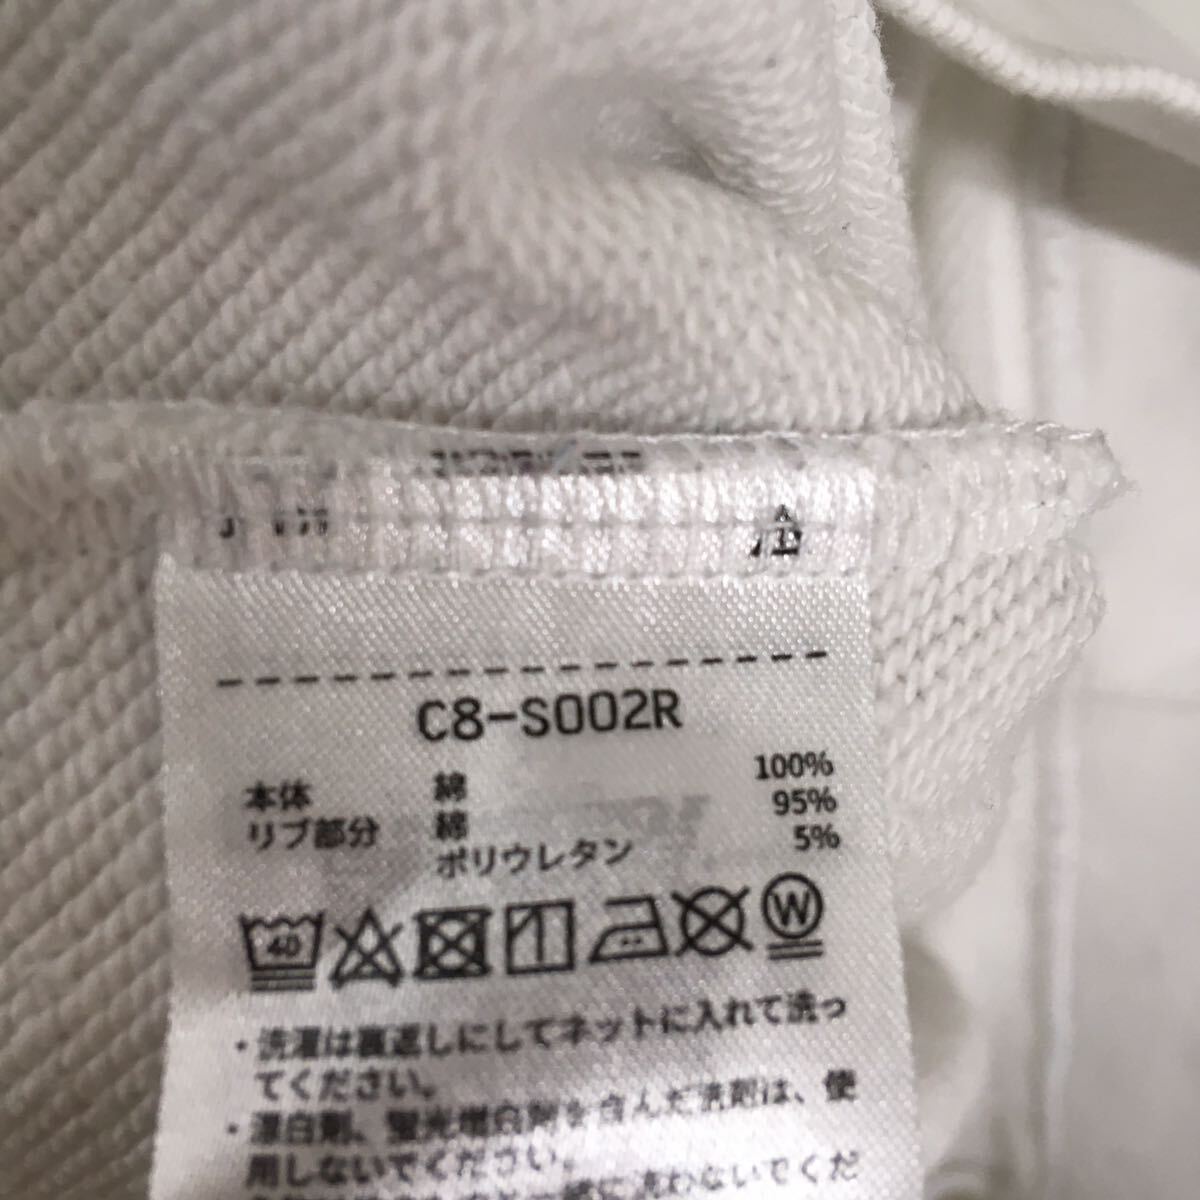 C8-S002R
本体 綿 100%
リブ部分 綿 95%
ポリウレタン 5%
40 W
・洗濯は裏返しにしてネットに入れて洗っ
てください。
・漂白剤、蛍光増白剤を含んだ洗剤は、使
用しないでください。